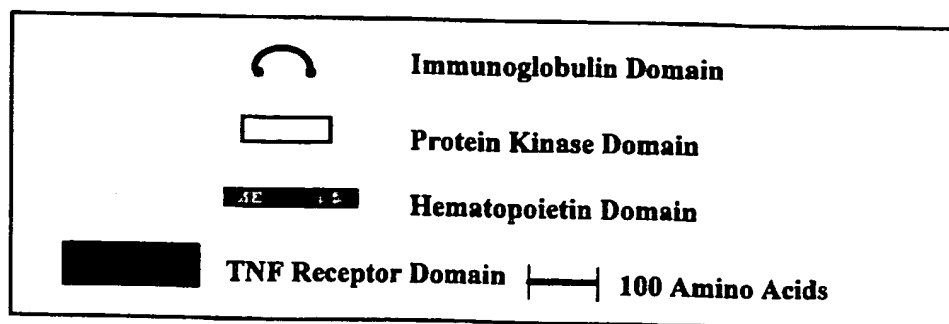 Immunoglobulin Domain
Protein Kinase Domain
Hematopoietin Domain
TNF Receptor Domain 100 Amino Acids